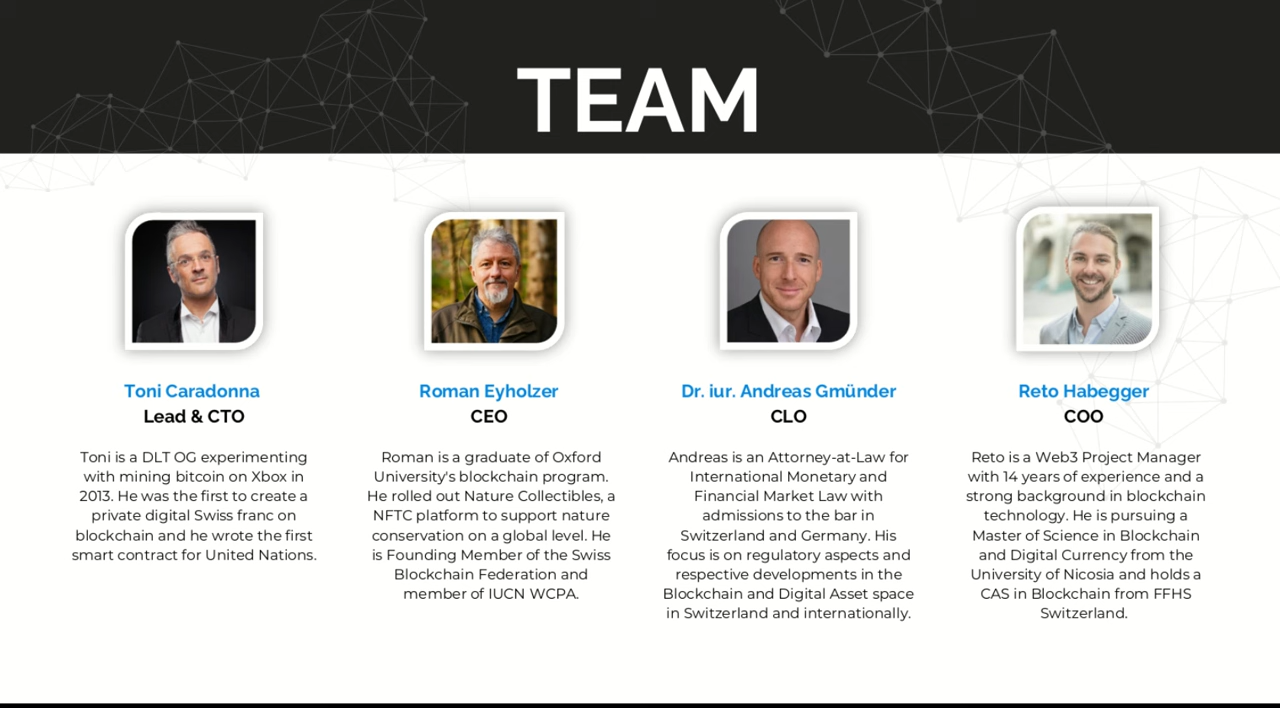 TEAM
Toni Caradonna
Lead & CTO
Toni is a DLT OG experimenting
with mining bitcoin on Xbox in
2013. He was the first to create a
private digital Swiss franc on
blockchain and he wrote the first
smart contract for United Nations.
Roman Eyholzer
CEO
Roman is a graduate of Oxford
University's blockchain program.
He rolled out Nature Collectibles, a
NFTC platform to support nature
conservation on a global level. He
is Founding Member of the Swiss
Blockchain Federation and
member of IUCN WCPA.
Dr. iur. Andreas Gmünder
CLO
Andreas is an Attorney-at-Law for
International Monetary and
Financial Market Law with
admissions to the bar in
Switzerland and Germany. His
focus is on regulatory aspects and
respective developments in the
Blockchain and Digital Asset space
in Switzerland and internationally.
Reto Habegger
COO
Reto is a Web3 Project Manager
with 14 years of experience and a
strong background in blockchain
technology. He is pursuing a
Master of Science in Blockchain
and Digital Currency from the
University of Nicosia and holds a
CAS in Blockchain from FFHS
Switzerland.